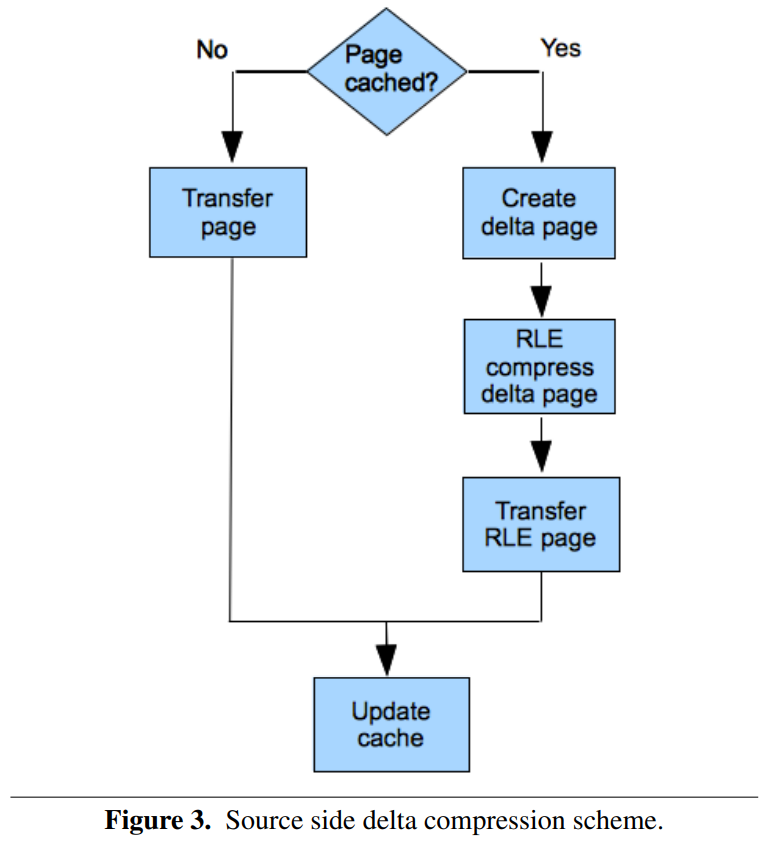 Page
cached?
No
Yes
Transfer
page
Create
delta page
RLE
compress
delta page
Transfer
RLE page
Update
cache
Figure 3. Source side delta compression scheme.